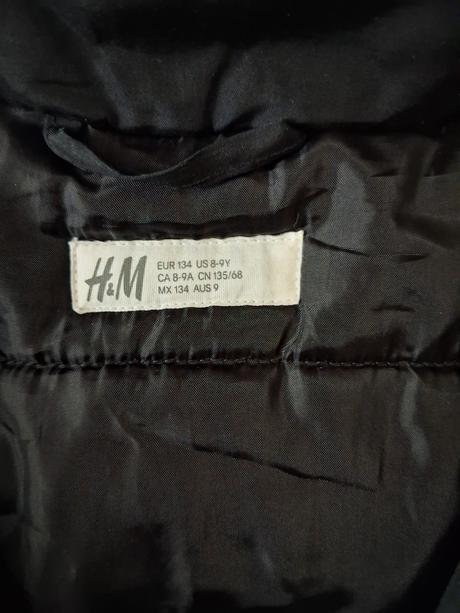 H&M
EUR 134 US 8-9Y
CA 8-9A CN 135/68
MX 134 AUS 9